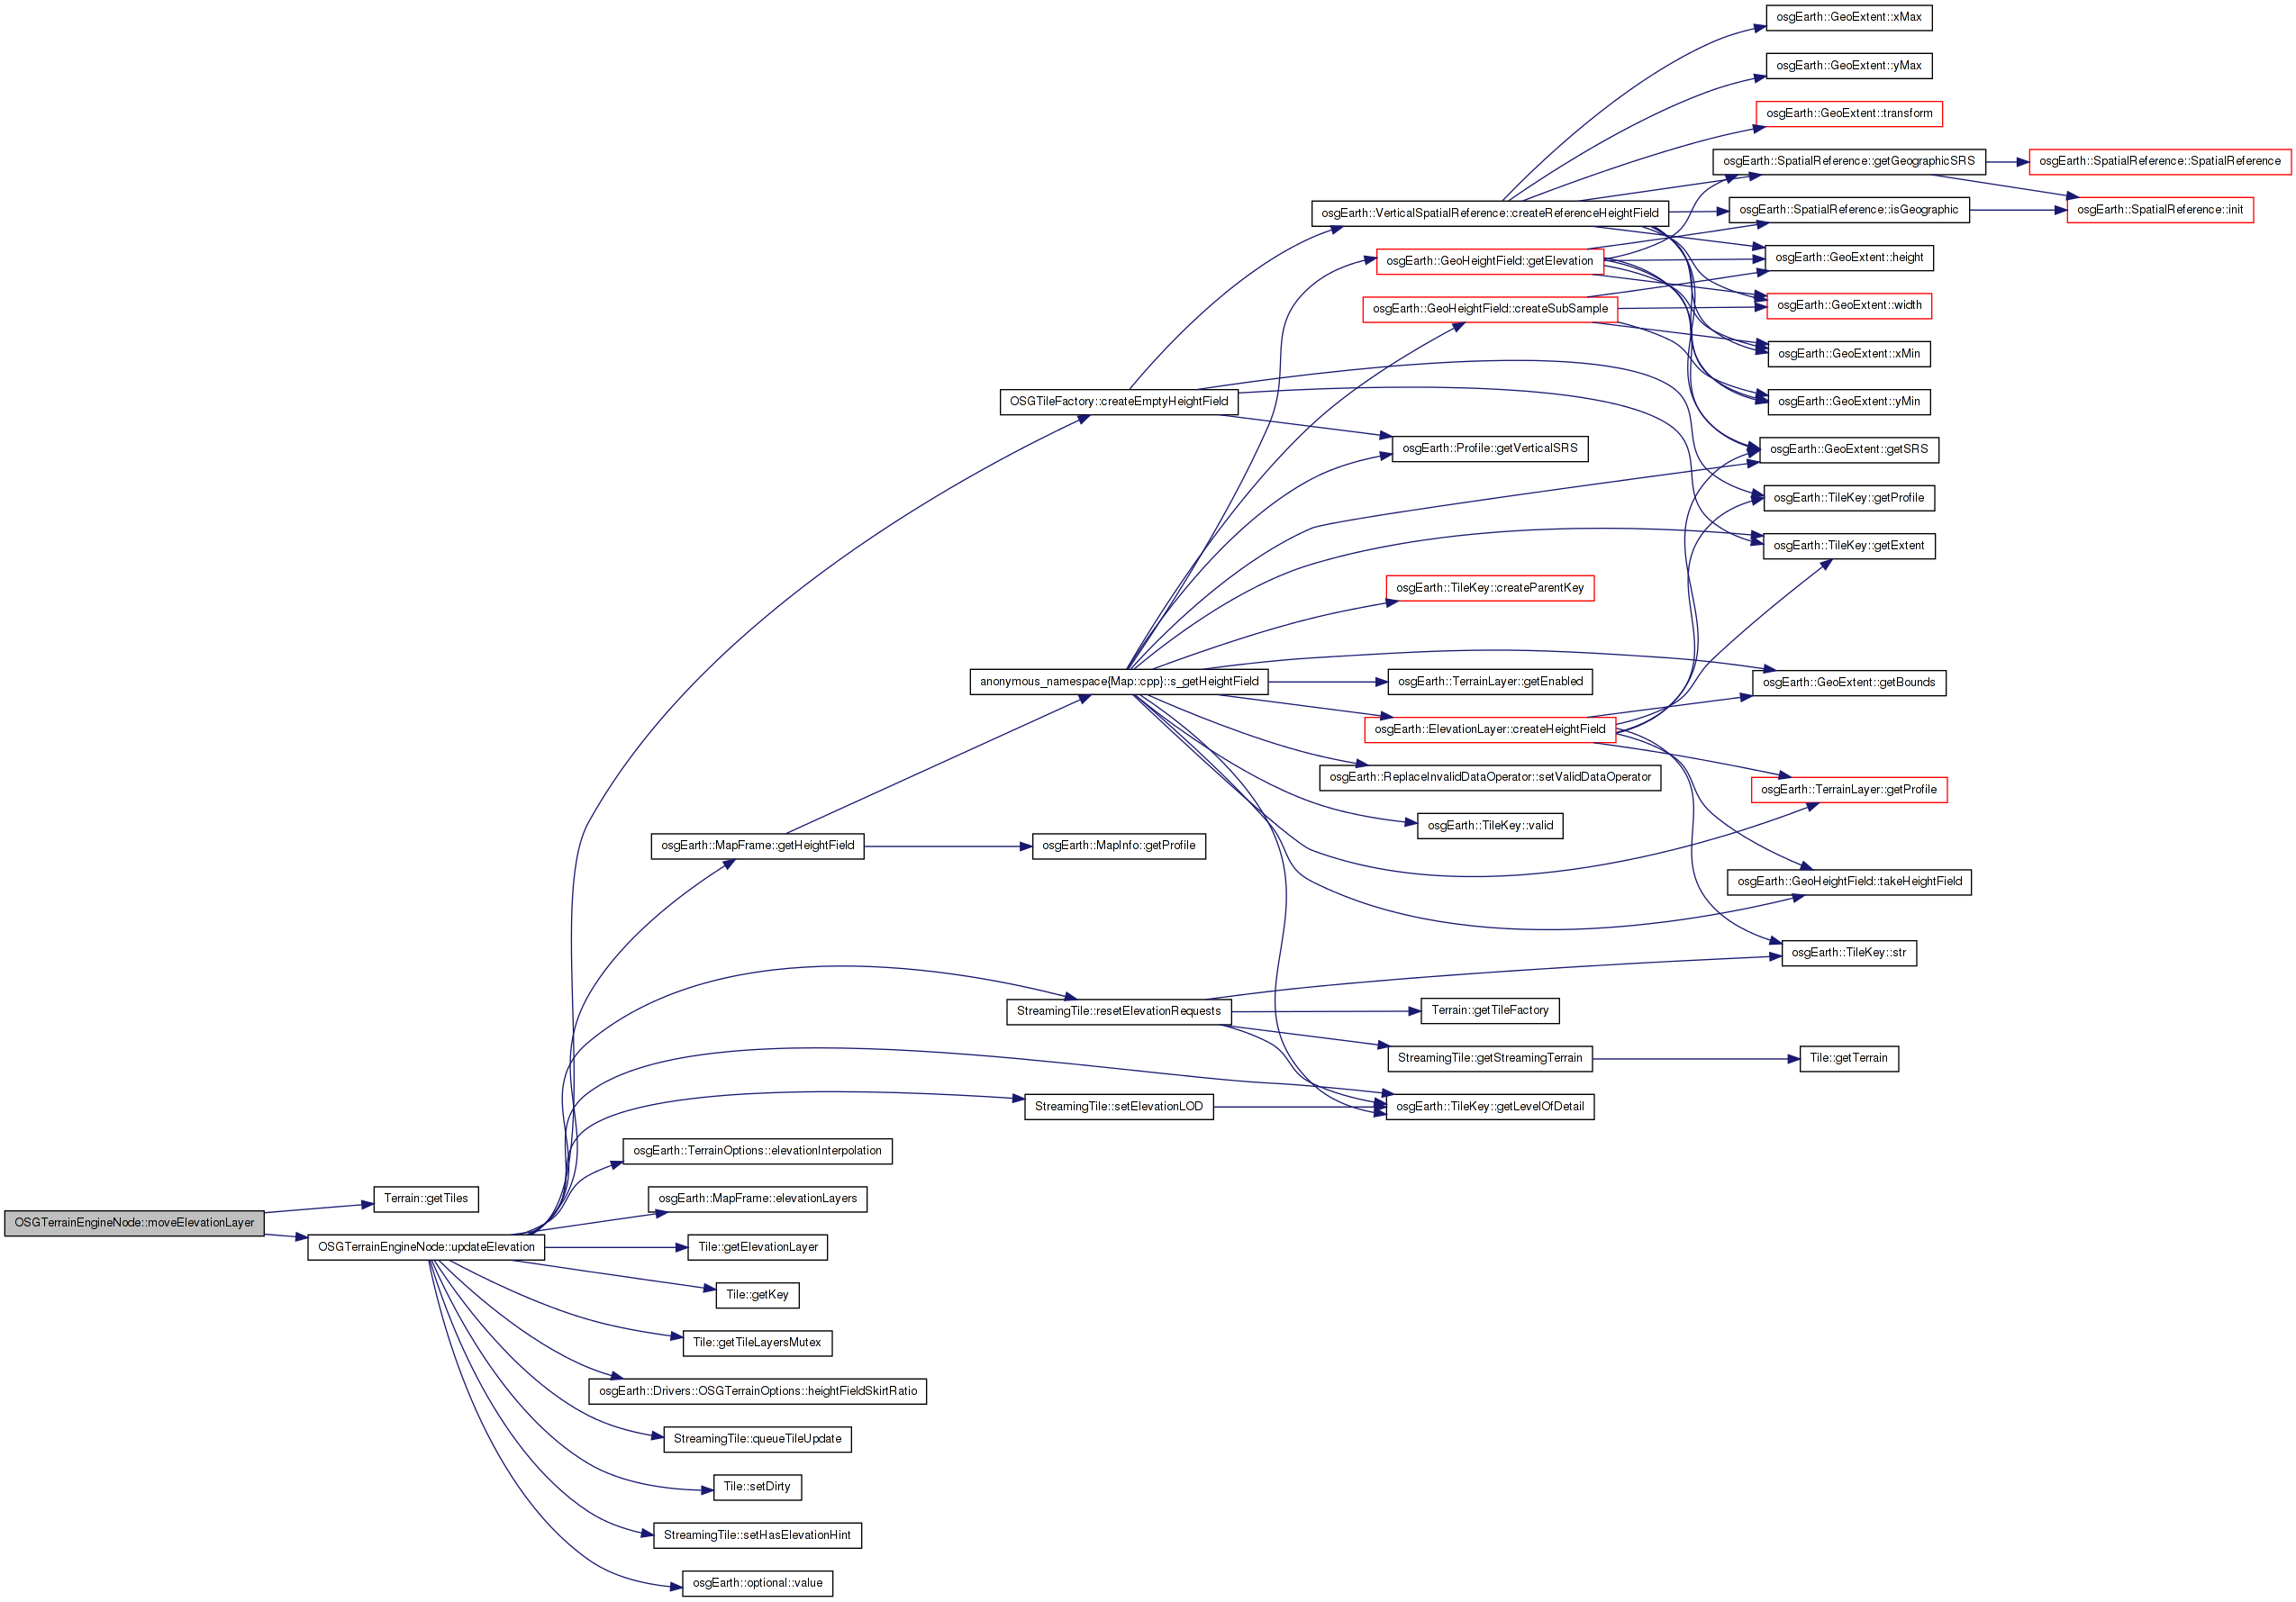 OSGTerrainEngineNode::moveElevationLayer
Terrain::getTiles
OSGTerrainEngineNode::updateElevation
osgEarth::MapFrame::getHeightField
osgEarth::TerrainOptions::elevationInterpolation
osgEarth::MapFrame::elevationLayers
Tile::getElevationLayer
Tile::getKey
Tile::getTileLayersMutex
osgEarth::Drivers::OSGTerrainOptions::heightFieldSkirtRatio
StreamingTile::queueTileUpdate
Tile::setDirty
StreamingTile::setHasElevationHint
osgEarth::optional::value
OSGTileFactory::createEmptyHeightField
anonymous_namespace{Map::cpp}::s_getHeightField
osgEarth::MapInfo::getProfile
StreamingTile::resetElevationRequests
StreamingTile::setElevationLOD
osgEarth::VerticalSpatialReference::createReferenceHeightField
osgEarth::GeoHeightField::getElevation
osgEarth::GeoHeightField::createSubSample
osgEarth::Profile::getVerticalSRS
osgEarth::TileKey::createParentKey
osgEarth::TerrainLayer::getEnabled
osgEarth::ElevationLayer::createHeightField
osgEarth::ReplaceInvalidDataOperator::setValidDataOperator
osgEarth::TileKey::valid
Terrain::getTileFactory
StreamingTile::getStreamingTerrain
osgEarth::TileKey::getLevelOfDetail
osgEarth::GeoExtent::xMax
osgEarth::GeoExtent::yMax
osgEarth::GeoExtent::transform
osgEarth::SpatialReference::getGeographicSRS
osgEarth::SpatialReference::isGeographic
osgEarth::GeoExtent::height
osgEarth::GeoExtent::width
osgEarth::GeoExtent::xMin
osgEarth::GeoExtent::yMin
osgEarth::GeoExtent::getSRS
osgEarth::TileKey::getProfile
osgEarth::TileKey::getExtent
osgEarth::GeoExtent::getBounds
osgEarth::TerrainLayer::getProfile
osgEarth::GeoHeightField::takeHeightField
osgEarth::TileKey::str
Tile::getTerrain
osgEarth::SpatialReference::SpatialReference
osgEarth::SpatialReference::init